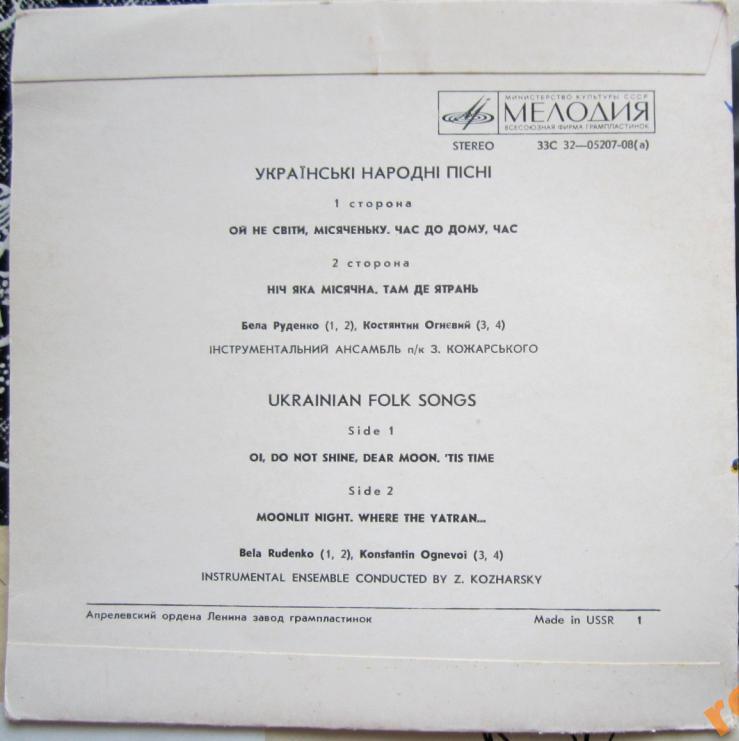 МИНИСТЕРСТВО КУЛЬТУРЫ СССР
МЕЛОДИЯ
ВСЕСОЮЗНАЯ ФИРМА ГРАМПЛАСТИНОК
STEREO 33С 32—05207-08(а)
УКРАЇНСЬКІ НАРОДНІ ПІСНІ
1 сторона
ОЙ НЕ СВІТИ, МІСЯЧЕНЬКУ. ЧАС ДО ДОМУ, ЧАС
2 сторона
НІЧ ЯКА МІСЯЧНА. ТАМ ДЕ ЯТРАНЬ
Бела Руденко (1, 2), Костянтин Огнєвий (3, 4)
ІНСТРУМЕНТАЛЬНИЙ АНСАМБЛЬ п/к З. КОЖАРСЬКОГО
UKRAINIAN FOLK SONGS
Side 1
OI, DO NOT SHINE, DEAR MOON. 'TIS TIME
Side 2
MOONLIT NIGHT. WHERE THE YATRAN...
Bela Rudenko (1, 2), Konstantin Ognevoi (3, 4)
INSTRUMENTAL ENSEMBLE CONDUCTED BY Z. KOZHARSKY
Апрелевский ордена Ленина завод грампластинок Made in USSR 1